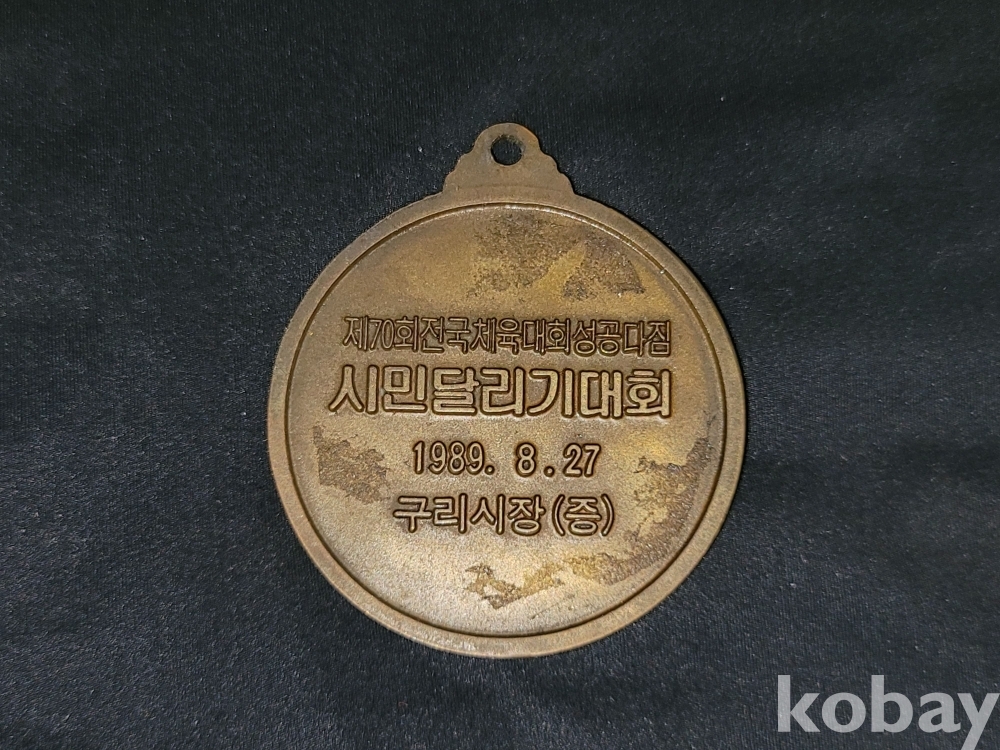 제70회전국체육대회성공다짐
시민달리기대회
1989. 8. 27
구리시장(증)
kobay